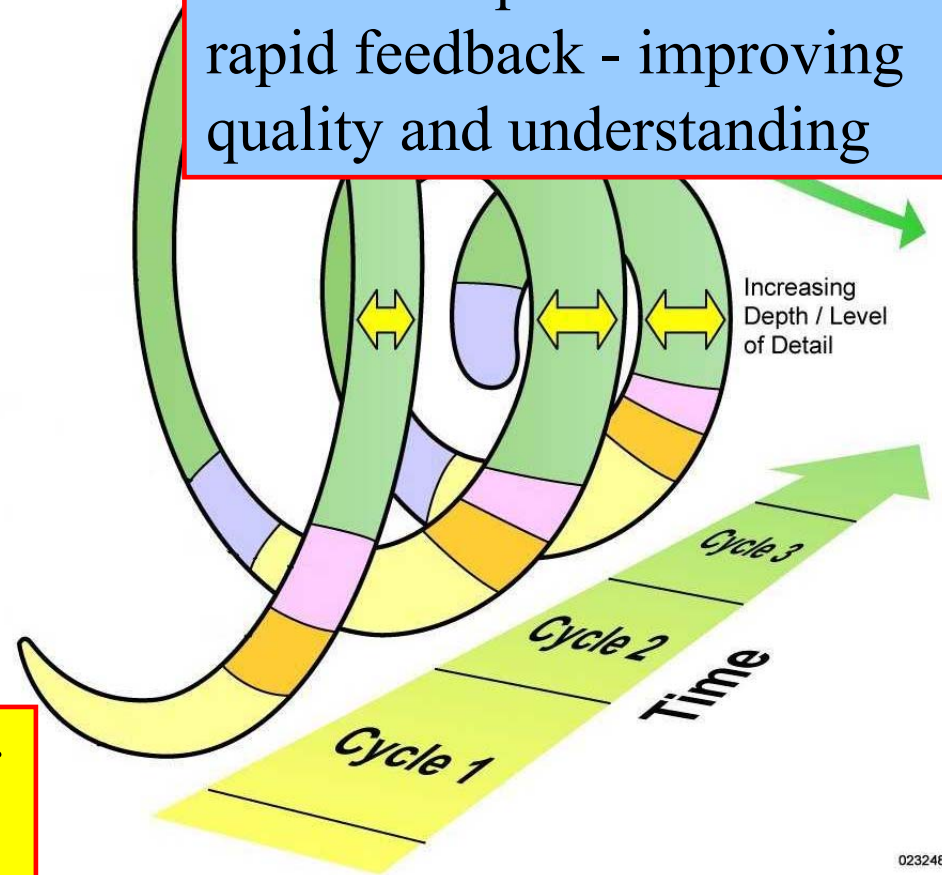 rapid feedback - improving
quality and understanding
Increasing
Depth / Level
of Detail
Cycle 3
Cycle 2
Time
Cycle 1
023248